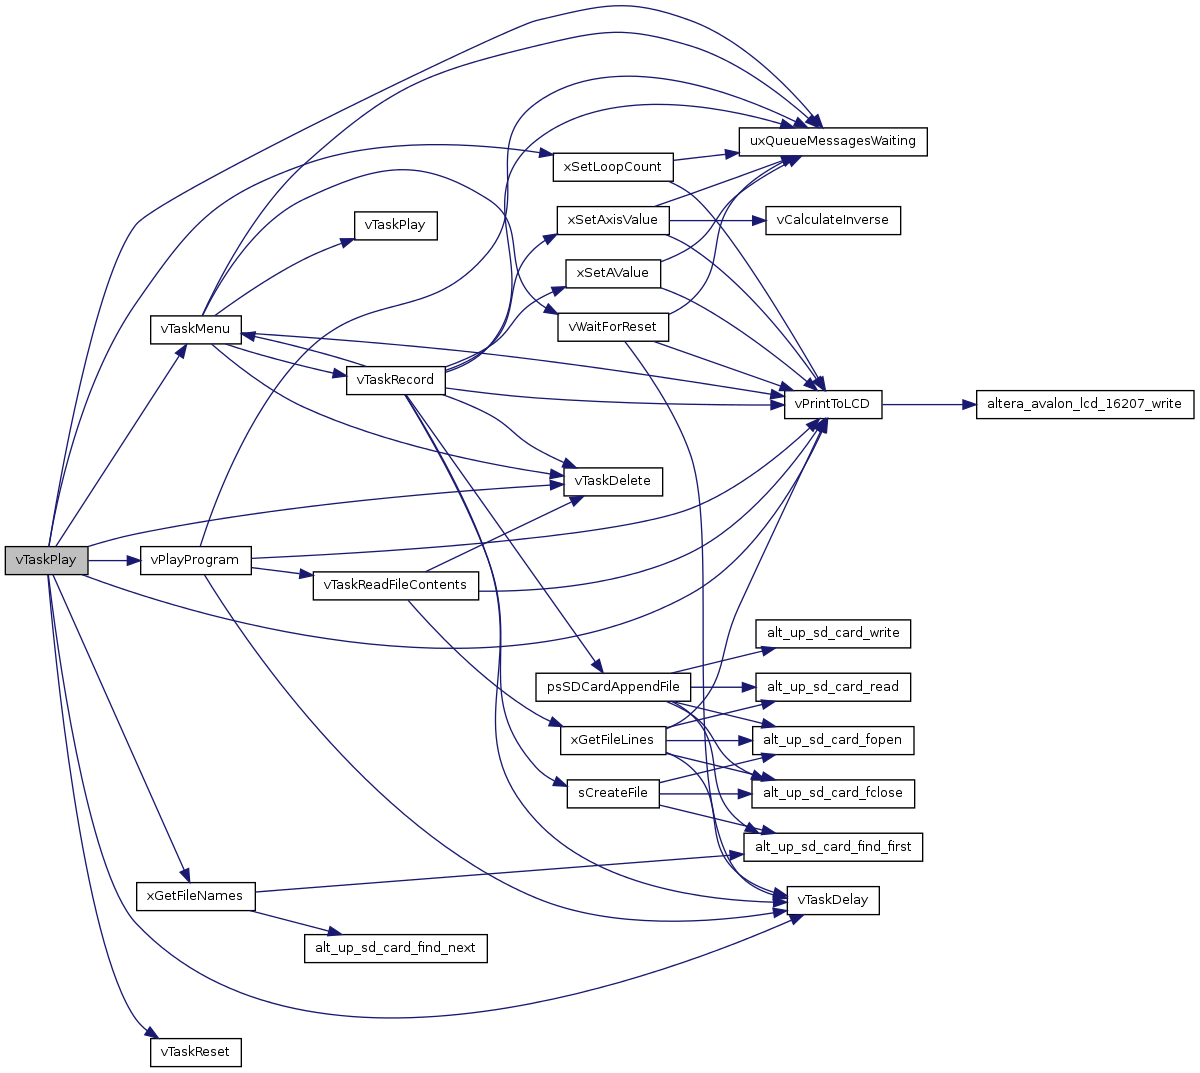 uxQueueMessagesWaiting
xSetLoopCount
xSetAxisValue
vCalculateInverse
vTaskPlay
xSetAValue
vWaitForReset
vTaskMenu
vTaskRecord
vPrintToLCD
altera_avalon_lcd_16207_write
vTaskDelete
vTaskPlay
vPlayProgram
vTaskReadFileContents
alt_up_sd_card_write
psSDCardAppendFile
alt_up_sd_card_read
xGetFileLines
alt_up_sd_card_fopen
sCreateFile
alt_up_sd_card_fclose
alt_up_sd_card_find_first
xGetFileNames
vTaskDelay
alt_up_sd_card_find_next
vTaskReset